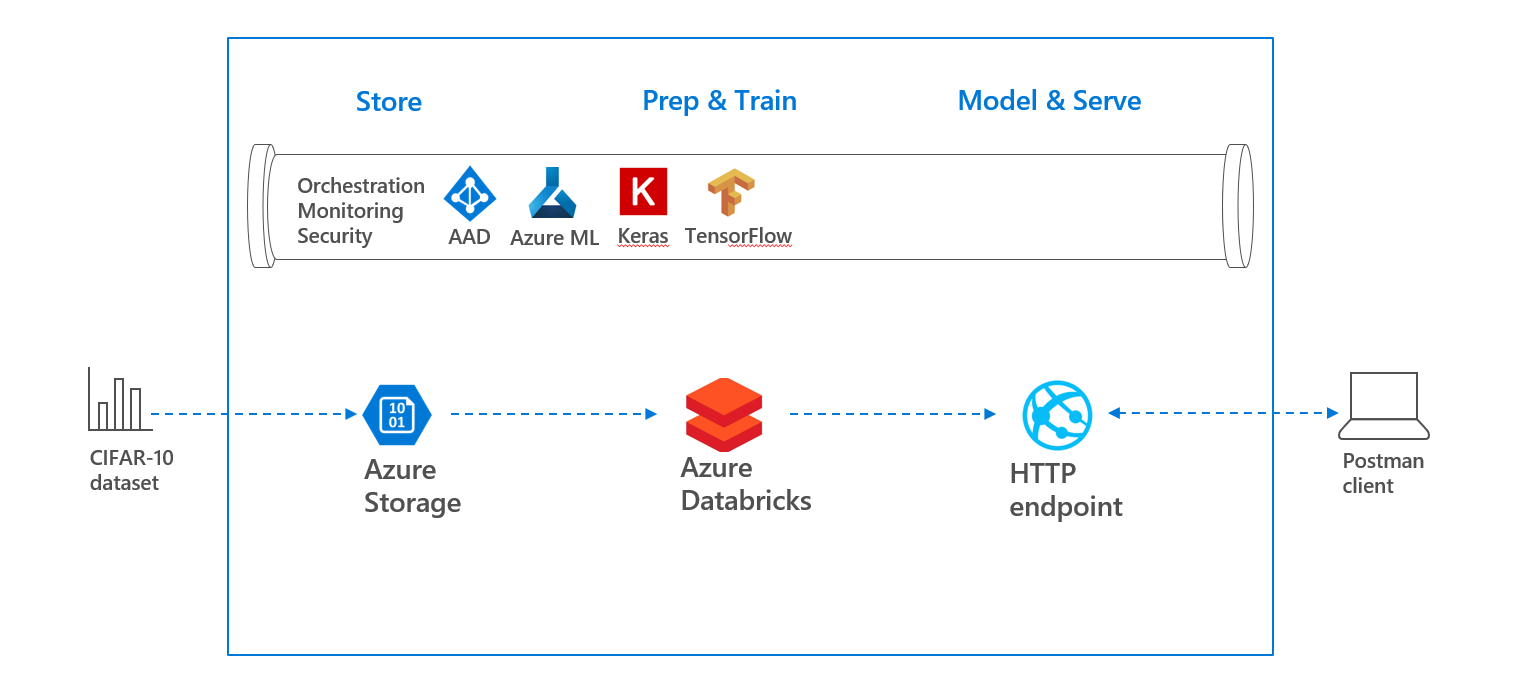 Store
Prep & Train
Model & Serve
Orchestration
Monitoring
Security
AAD
Azure ML
K
Keras
TensorFlow
CIFAR-10
dataset
10
01
Azure
Storage
Azure
Databricks
HTTP
endpoint
Postman
client